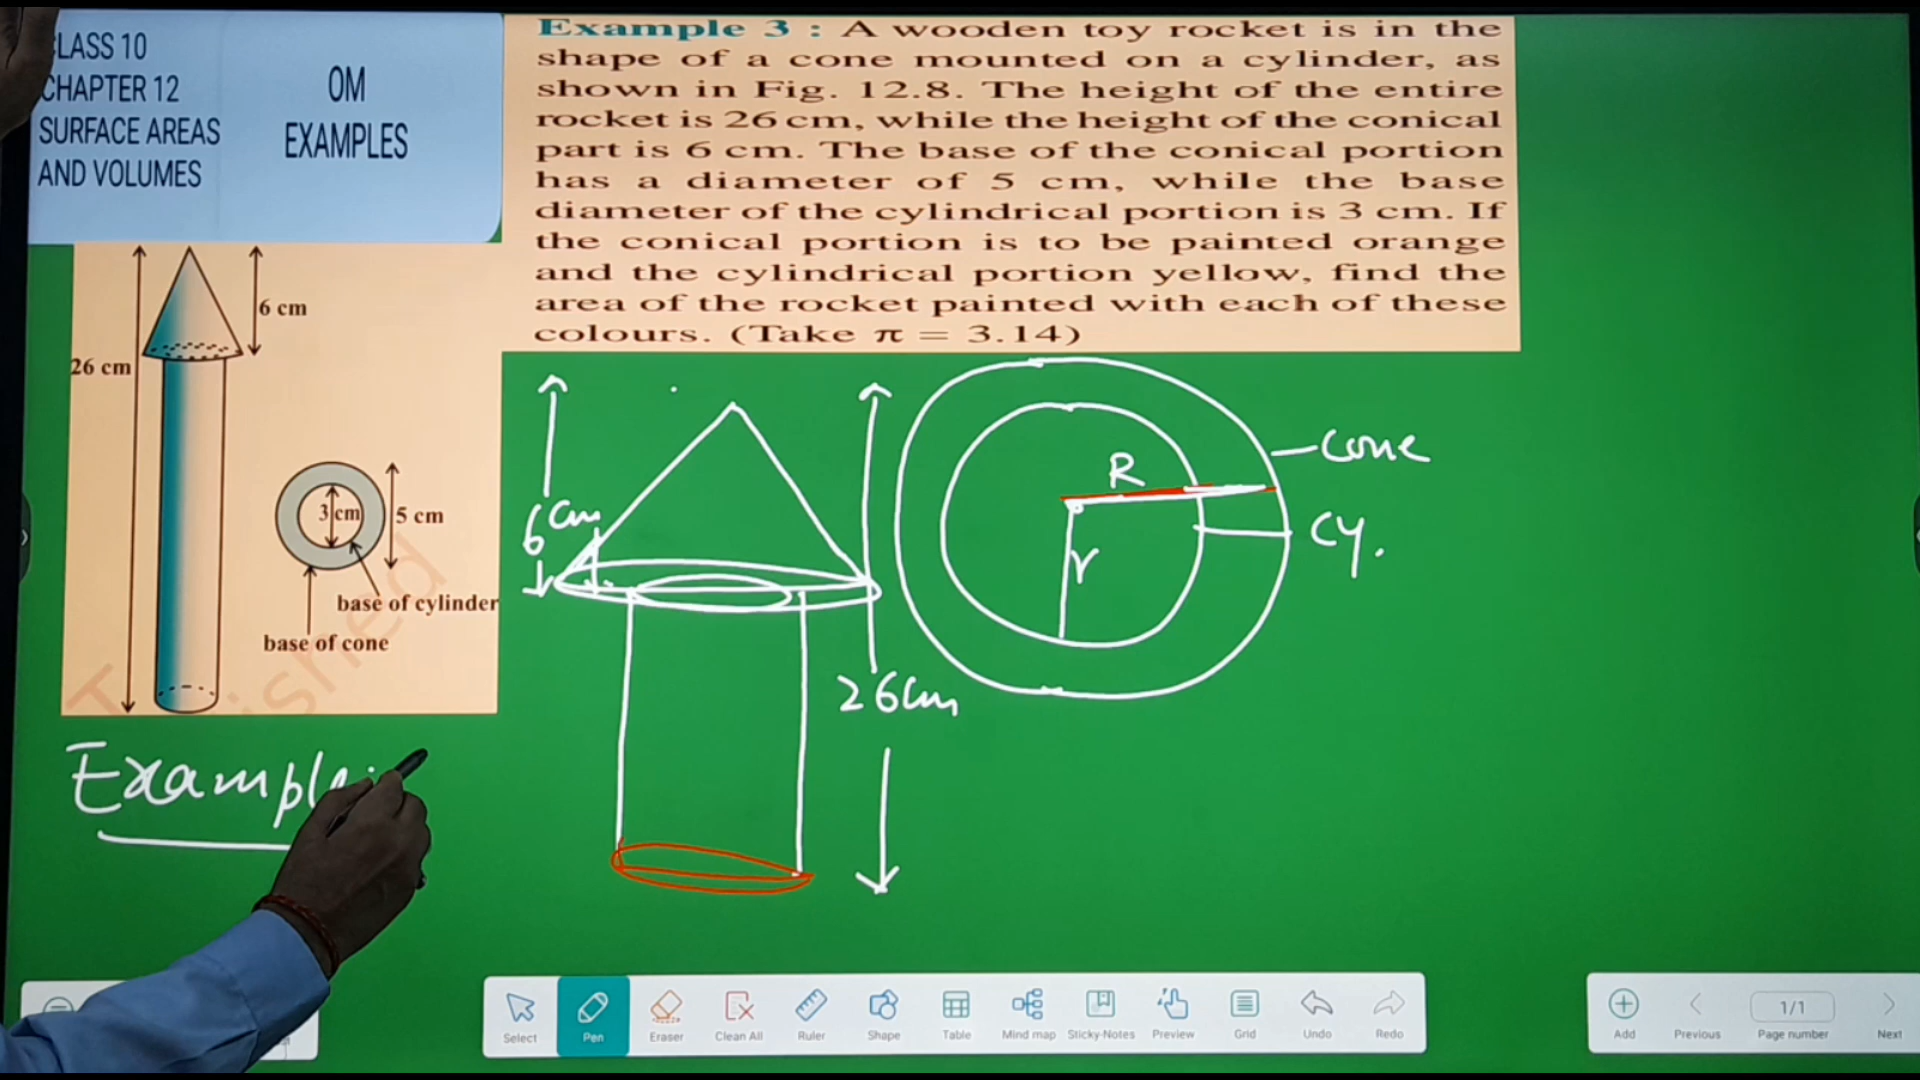 LASS 10
CHAPTER 12
SURFACE AREAS
AND VOLUMES
OM
EXAMPLES
Example 3 : A wooden toy rocket is in the
shape of a cone mounted on a cylinder, as
shown in Fig. 12.8. The height of the entire
rocket is 26 cm, while the height of the conical
part is 6 cm. The base of the conical portion
has a diameter of 5 cm, while the base
diameter of the cylindrical portion is 3 cm. If
the conical portion is to be painted orange
and the cylindrical portion yellow, find the
area of the rocket painted with each of these
colours. (Take π = 3.14)
6 cm
26 cm
3 cm
5 cm
base of cylinder
base of cone
ished
6 cm
26 cm
R
r
cone
Cy.
Example
Select
Pen
Eraser
Clean All
Ruler
Shape
Table
Mind map
Sticky-Notes
Preview
Grid
Undo
Redo
Add
Previous
1/1
Page number
Next